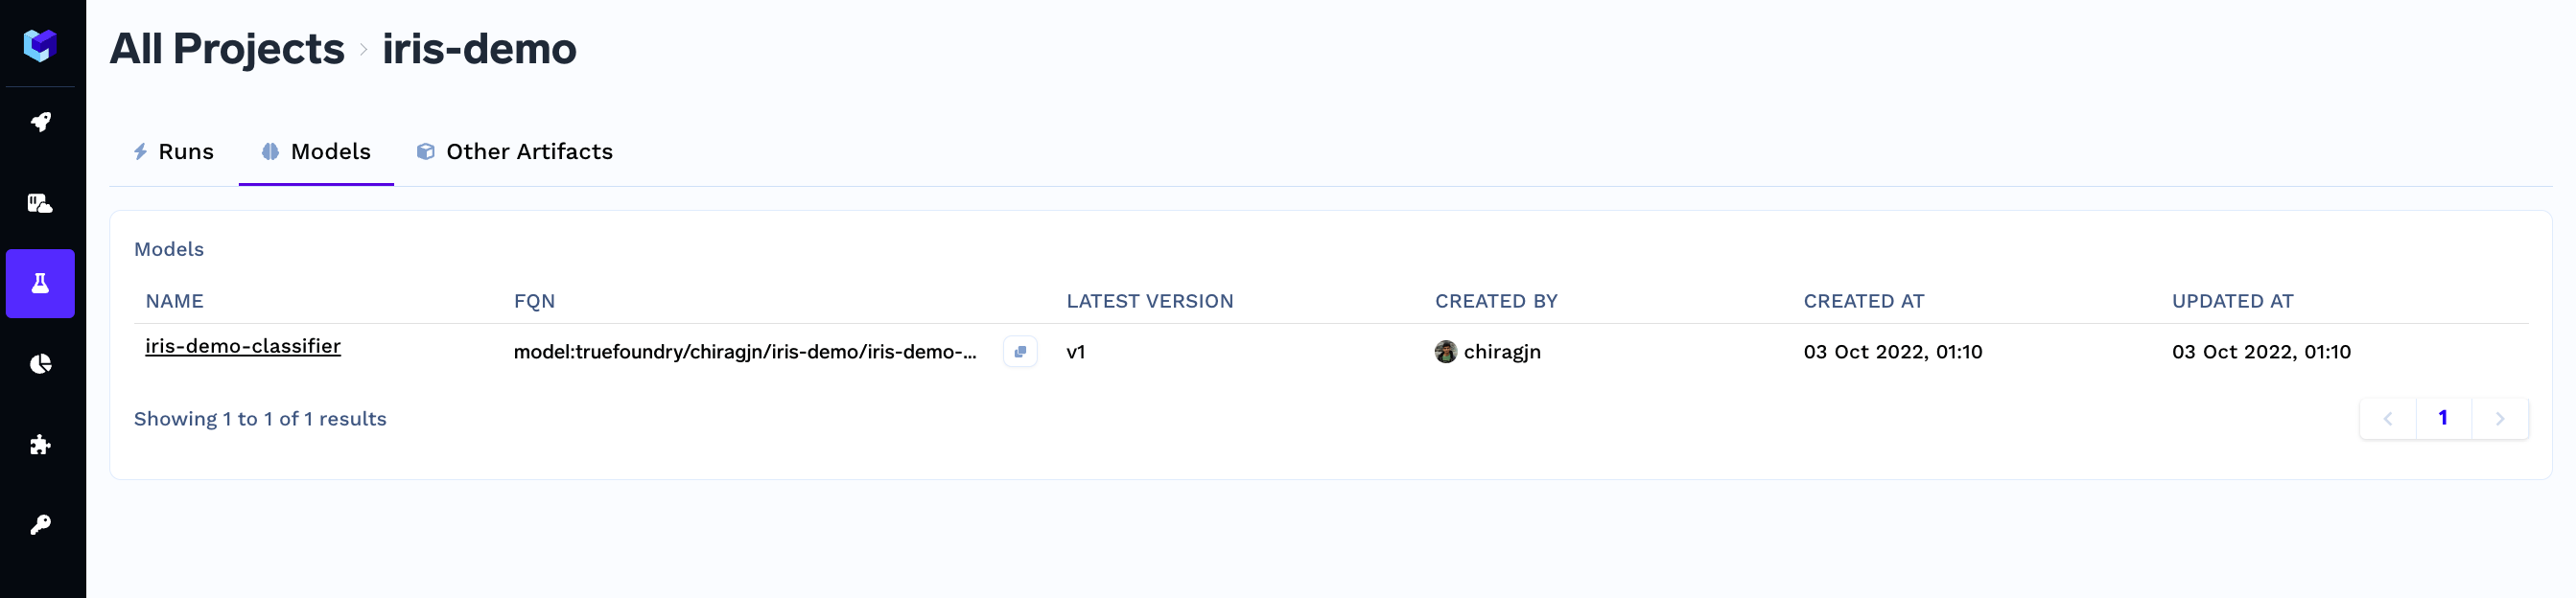 All Projects › iris-demo
Runs Models Other Artifacts
Models
NAME FQN LATEST VERSION CREATED BY CREATED AT UPDATED AT
iris-demo-classifier model:truefoundry/chiragjn/iris-demo/iris-demo-... v1 chiragjn 03 Oct 2022, 01:10 03 Oct 2022, 01:10
Showing 1 to 1 of 1 results 1